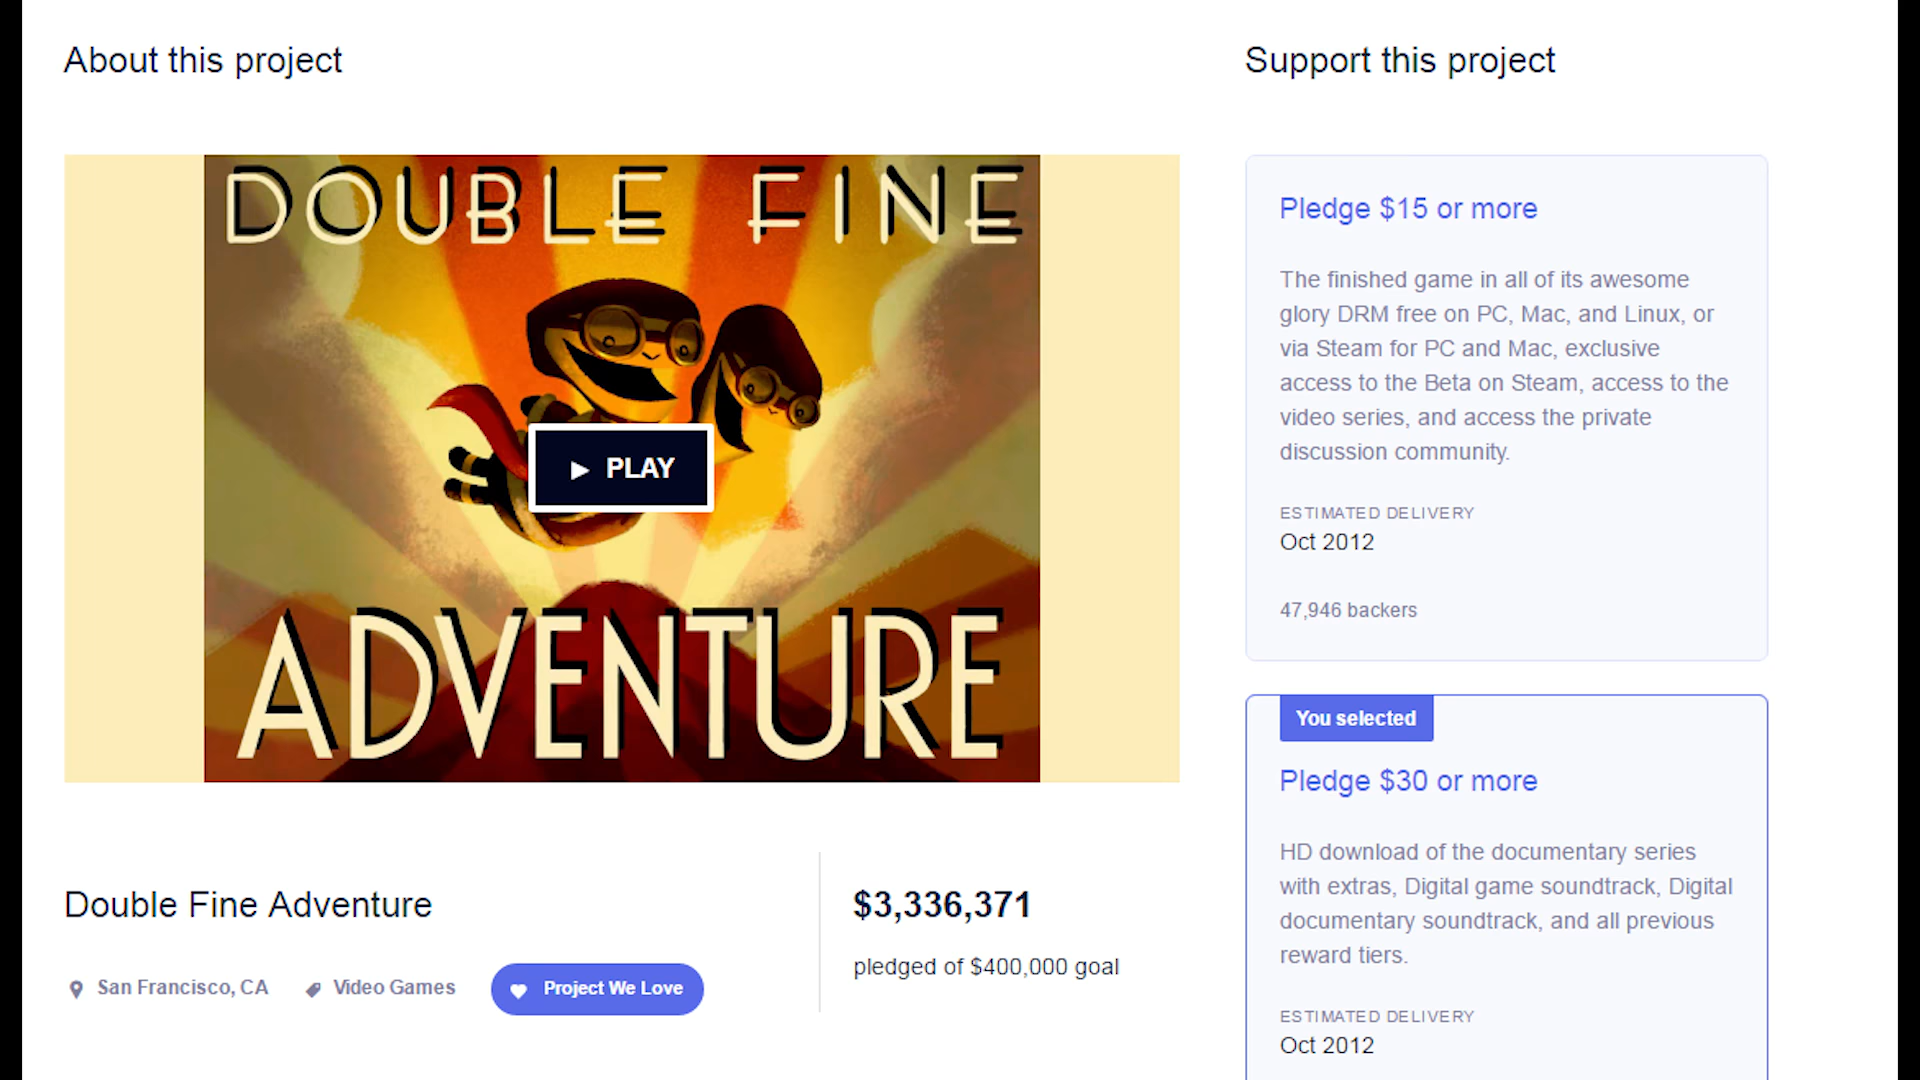 About this project
DOUBLE FINE
PLAY
ADVENTURE
Double Fine Adventure
San Francisco, CA
Video Games
Project We Love
$3,336,371
pledged of $400,000 goal
Support this project
Pledge $15 or more
The finished game in all of its awesome
glory DRM free on PC, Mac, and Linux, or
via Steam for PC and Mac, exclusive
access to the Beta on Steam, access to the
video series, and access the private
discussion community.
ESTIMATED DELIVERY
Oct 2012
47,946 backers
You selected
Pledge $30 or more
HD download of the documentary series
with extras, Digital game soundtrack, Digital
documentary soundtrack, and all previous
reward tiers.
ESTIMATED DELIVERY
Oct 2012